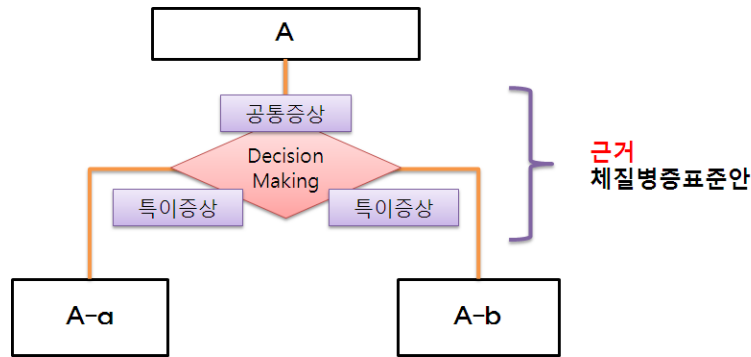 A
공통증상
Decision
Making
특이증상
특이증상
근거
체질병증표준안
A-a
A-b